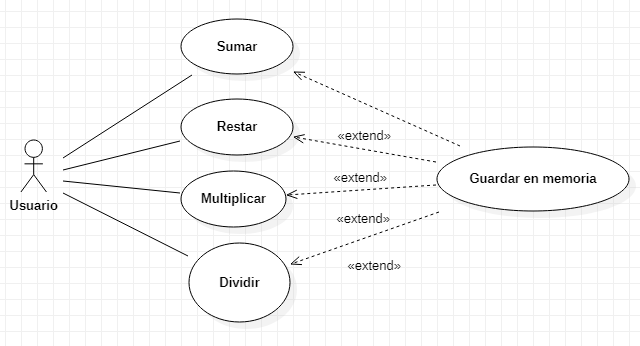 Sumar
Restar
«extend»
Multiplicar
«extend»
Guardar en memoria
Usuario
«extend»
Dividir
«extend»